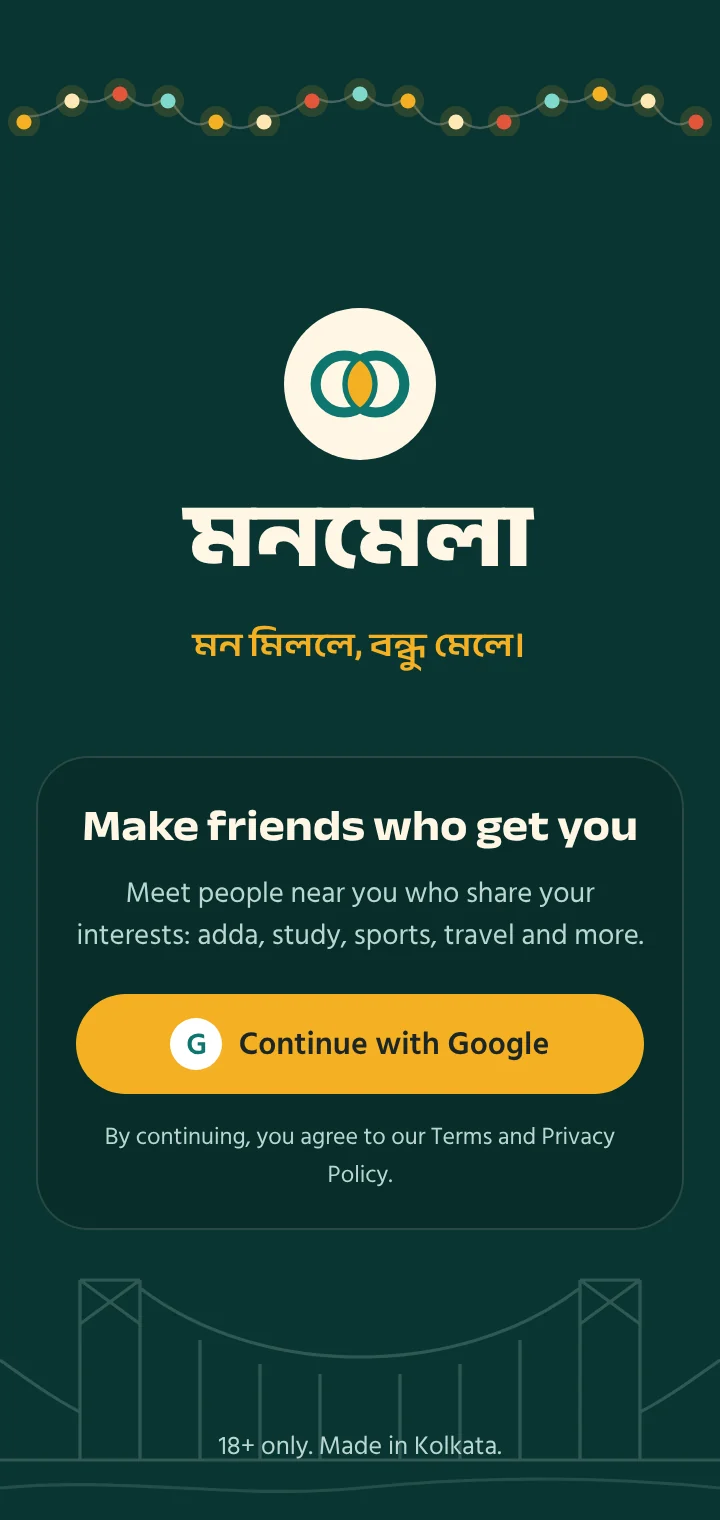 মনমেলা
মন মিললে, বন্ধু মেলে।
Make friends who get you
Meet people near you who share your
interests: adda, study, sports, travel and more.
G Continue with Google
By continuing, you agree to our Terms and Privacy
Policy.
18+ only. Made in Kolkata.